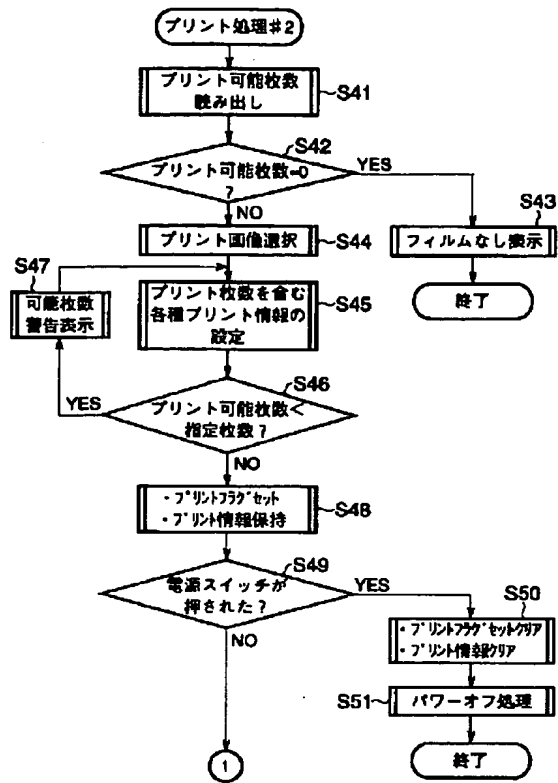 プリント処理#2
プリント可能枚数
読み出し
S41
S42
プリント可能枚数=0
?
YES
NO
S43
フィルムなし表示
終了
プリント画像選択
S44
S47
可能枚数
警告表示
プリント枚数を含む
各種プリント情報の
設定
S45
S46
YES
プリント可能枚数<
指定枚数?
NO
・プリントフラグセット
・プリント情報保持
S48
S49
電源スイッチが
押された?
YES
NO
S50
・プリントフラグセットクリア
・プリント情報クリア
S51
パワーオフ処理
終了
1